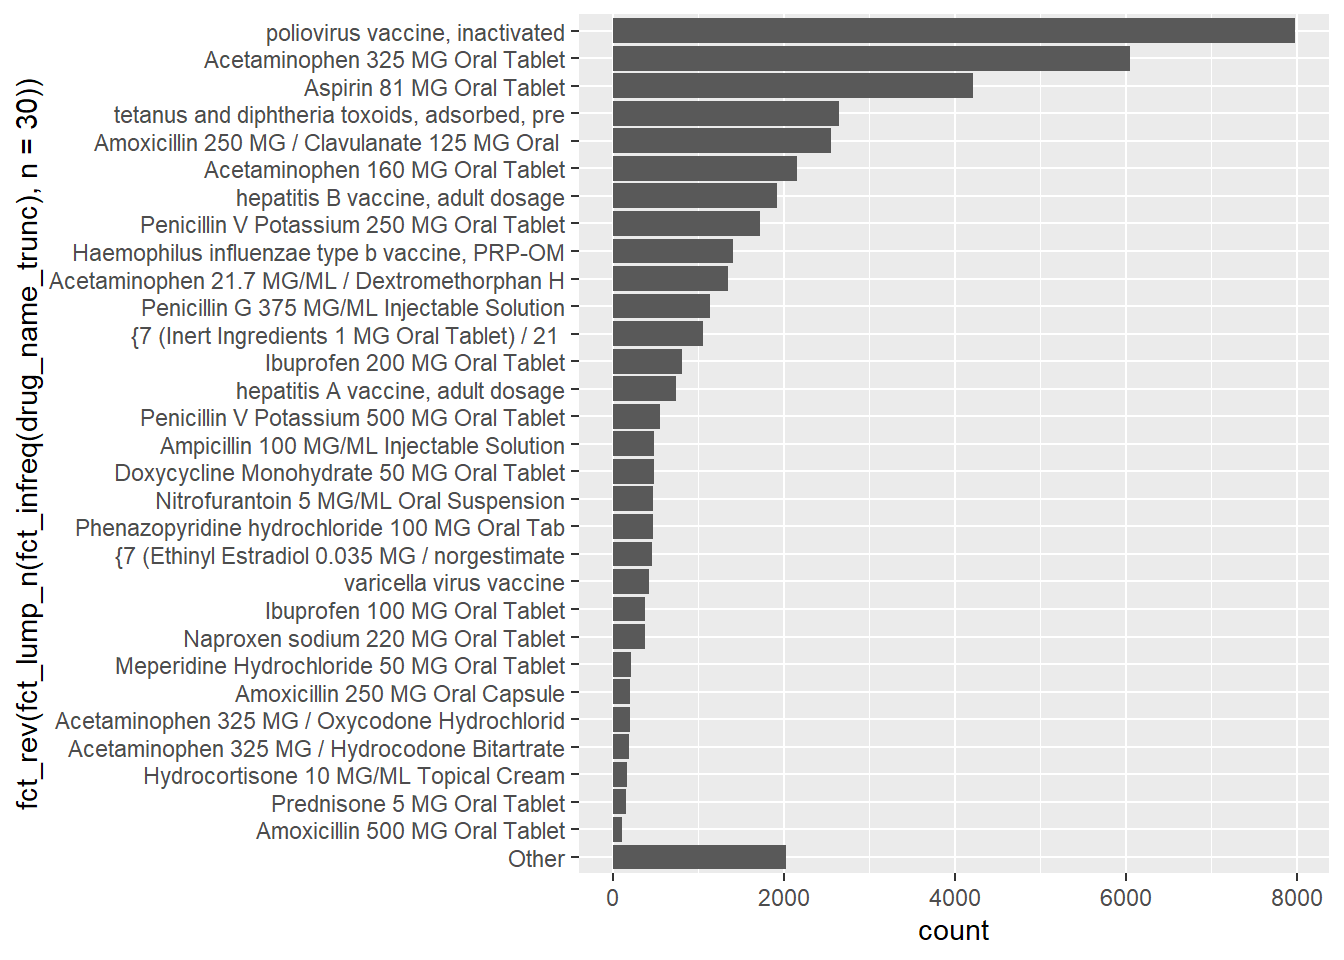 fct_rev(fct_lump_n(fct_infreq(drug_name_trunc), n = 30))
poliovirus vaccine, inactivated
Acetaminophen 325 MG Oral Tablet
Aspirin 81 MG Oral Tablet
tetanus and diphtheria toxoids, adsorbed, pre
Amoxicillin 250 MG / Clavulanate 125 MG Oral
Acetaminophen 160 MG Oral Tablet
hepatitis B vaccine, adult dosage
Penicillin V Potassium 250 MG Oral Tablet
Haemophilus influenzae type b vaccine, PRP-OM
Acetaminophen 21.7 MG/ML / Dextromethorphan H
Penicillin G 375 MG/ML Injectable Solution
{7 (Inert Ingredients 1 MG Oral Tablet) / 21
Ibuprofen 200 MG Oral Tablet
hepatitis A vaccine, adult dosage
Penicillin V Potassium 500 MG Oral Tablet
Ampicillin 100 MG/ML Injectable Solution
Doxycycline Monohydrate 50 MG Oral Tablet
Nitrofurantoin 5 MG/ML Oral Suspension
Phenazopyridine hydrochloride 100 MG Oral Tab
{7 (Ethinyl Estradiol 0.035 MG / norgestimate
varicella virus vaccine
Ibuprofen 100 MG Oral Tablet
Naproxen sodium 220 MG Oral Tablet
Meperidine Hydrochloride 50 MG Oral Tablet
Amoxicillin 250 MG Oral Capsule
Acetaminophen 325 MG / Oxycodone Hydrochlorid
Acetaminophen 325 MG / Hydrocodone Bitartrate
Hydrocortisone 10 MG/ML Topical Cream
Prednisone 5 MG Oral Tablet
Amoxicillin 500 MG Oral Tablet
Other
0 2000 4000 6000 8000
count